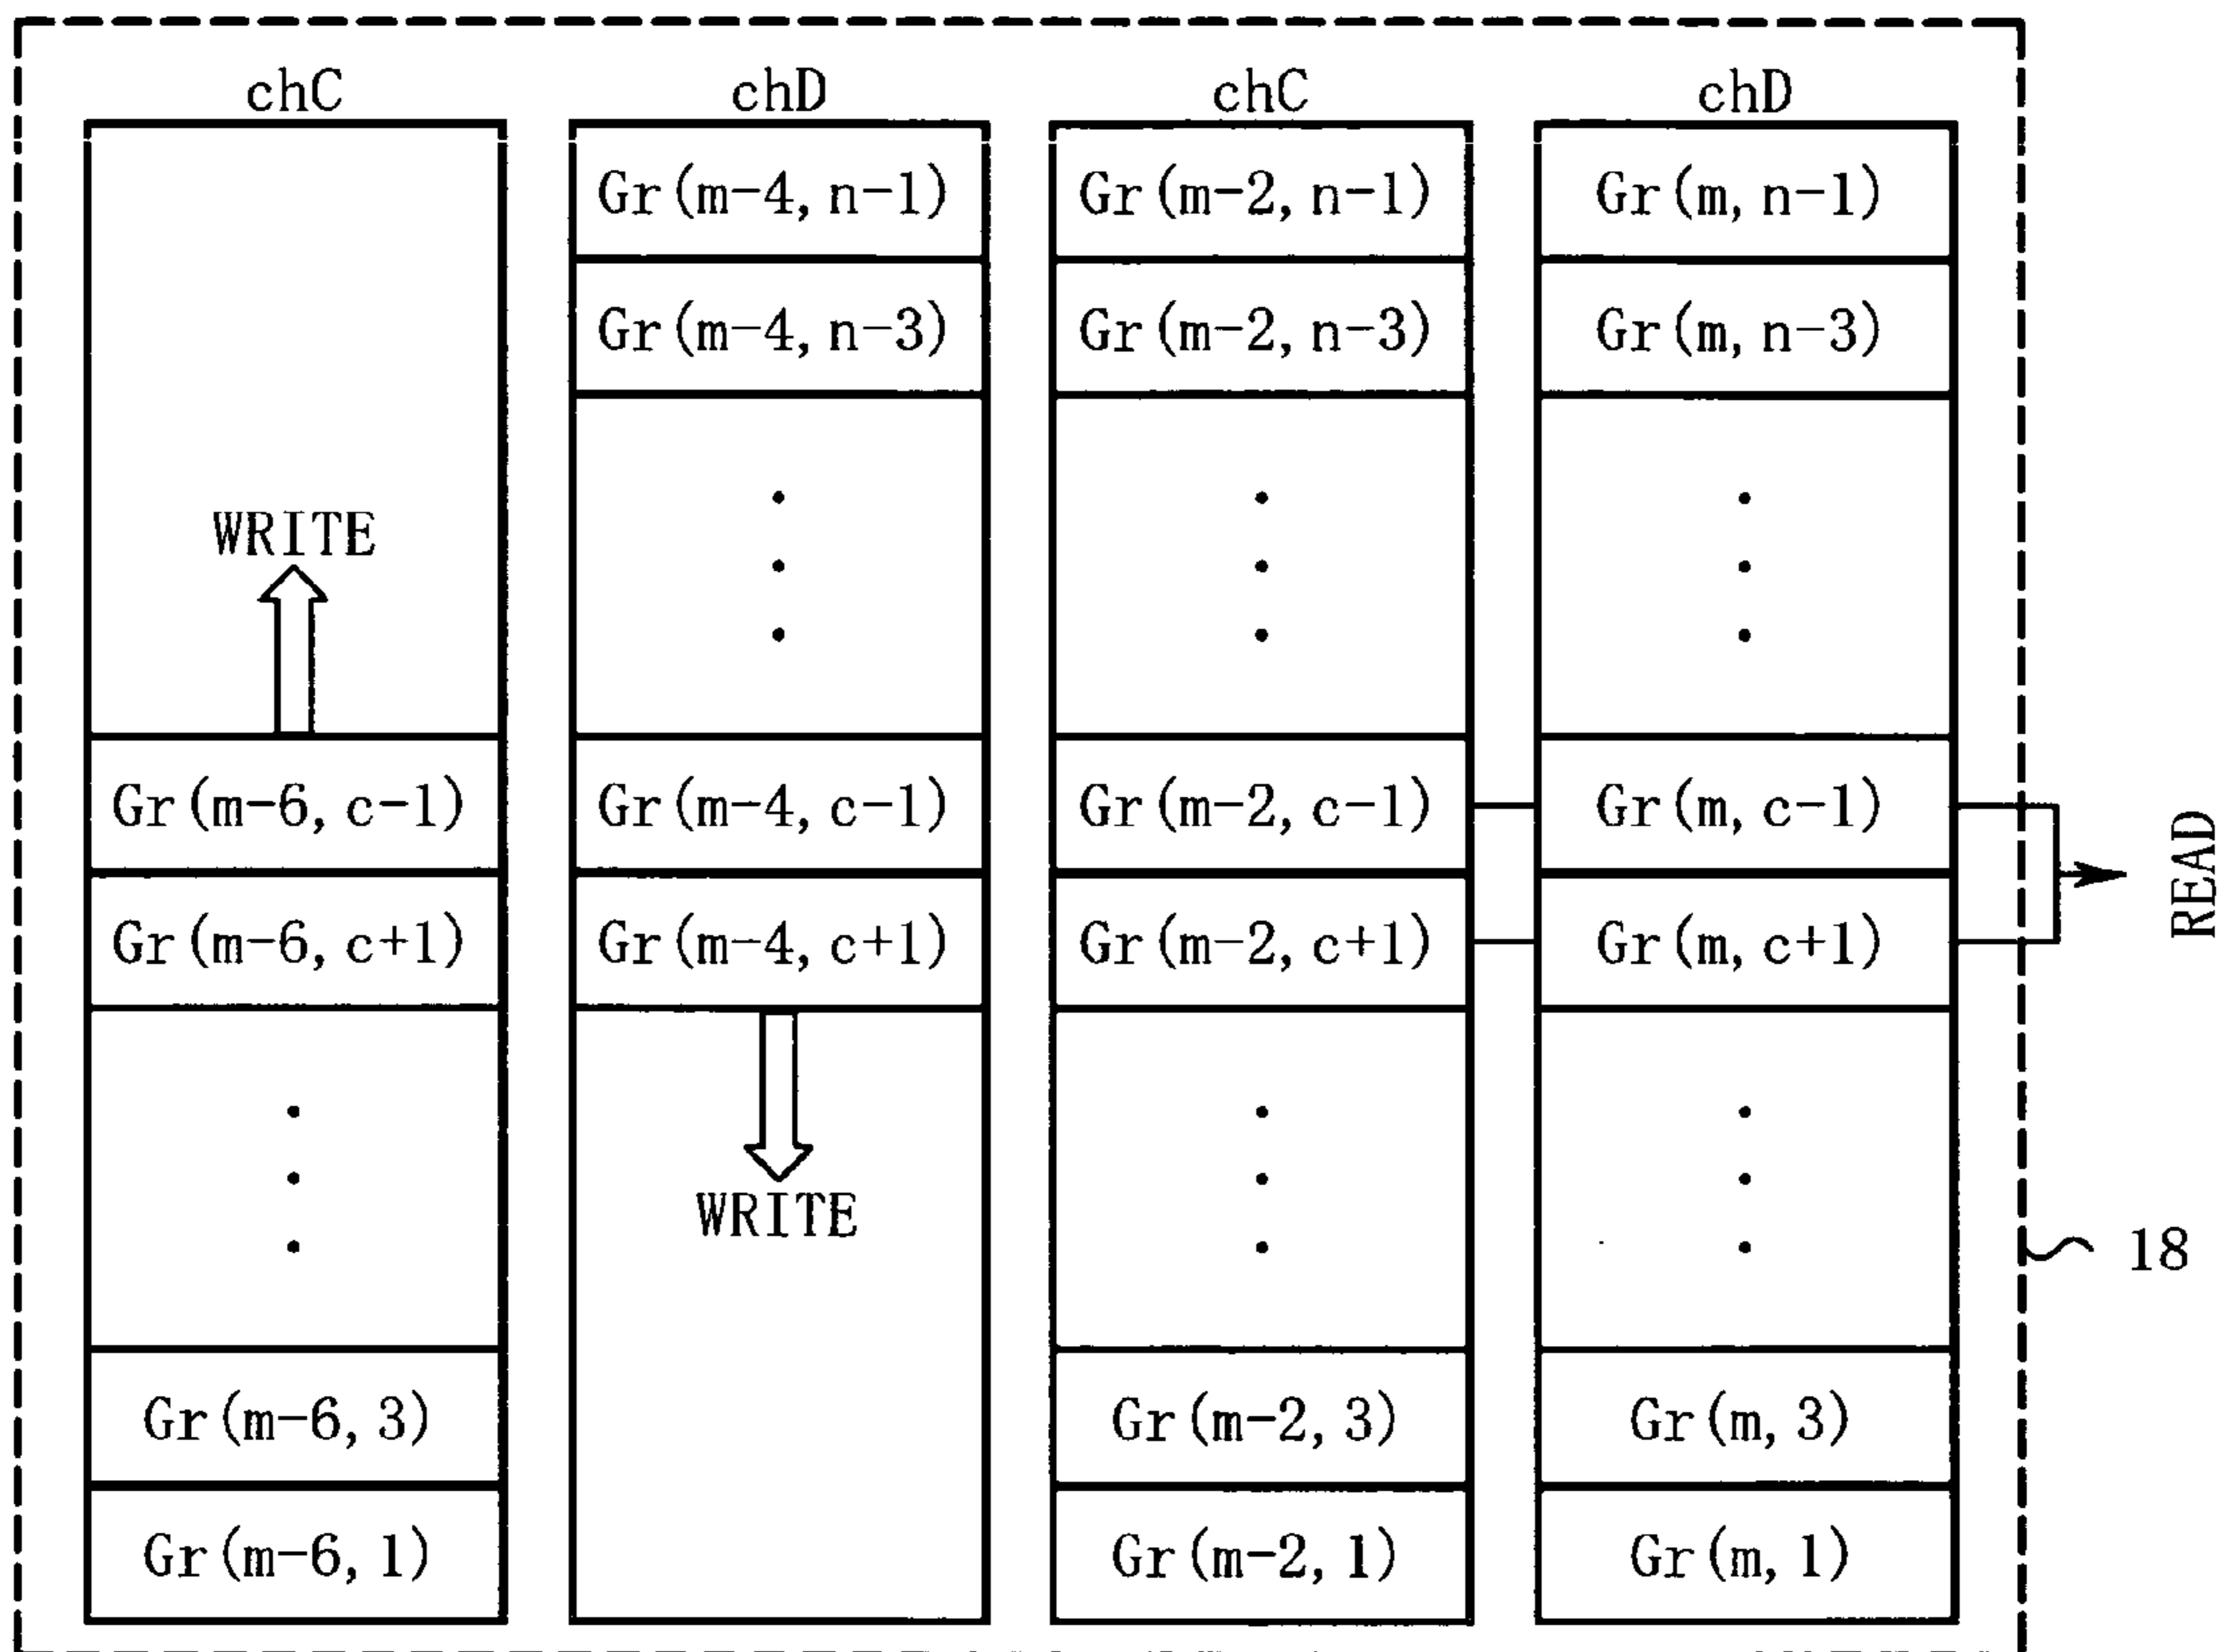 chC chD chC chD
Gr(m-4, n-1) Gr(m-2, n-1) Gr(m, n-1)
Gr(m-4, n-3) Gr(m-2, n-3) Gr(m, n-3)
WRITE
Gr(m-6, c-1) Gr(m-4, c-1) Gr(m-2, c-1) Gr(m, c-1)
READ
Gr(m-6, c+1) Gr(m-4, c+1) Gr(m-2, c+1) Gr(m, c+1)
WRITE
18
Gr(m-6, 3) Gr(m-2, 3) Gr(m, 3)
Gr(m-6, 1) Gr(m-2, 1) Gr(m, 1)